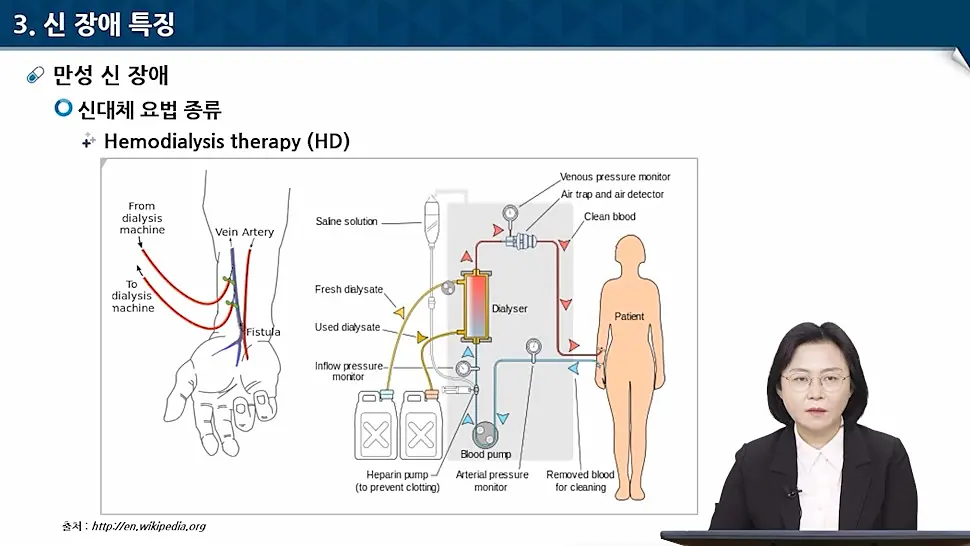 3. 신 장애 특징
만성 신 장애
신대체 요법 종류
Hemodialysis therapy (HD)
From
dialysis
machine
To
dialysis
machine
Vein Artery
Fistula
Saline solution
Fresh dialysate
Used dialysate
Inflow pressure
monitor
Heparin pump
(to prevent clotting)
Venous pressure monitor
Air trap and air detector
Clean blood
Dialyser
Patient
Blood pump
Arterial pressure
monitor
Removed blood
for cleaning
출처 : http://en.wikipedia.org